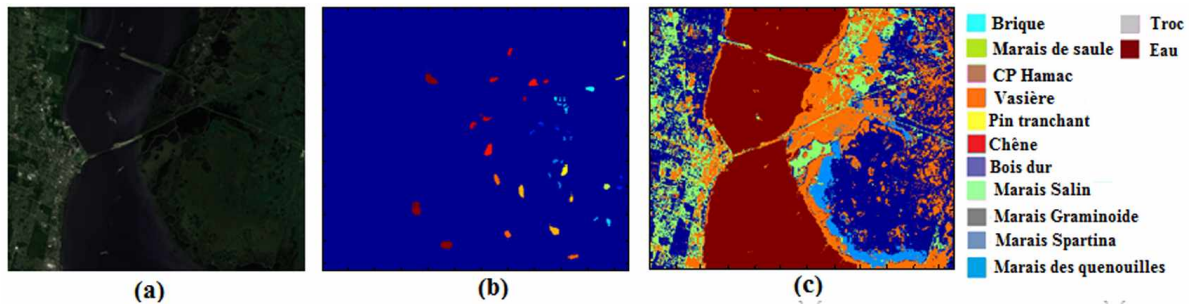 Brique
Marais de saule
CP Hamac
Vasière
Pin tranchant
Chêne
Bois dur
Marais Salin
Marais Graminoide
Marais Spartina
Marais des quenouilles
Troc
Eau
(a)
(b)
(c)